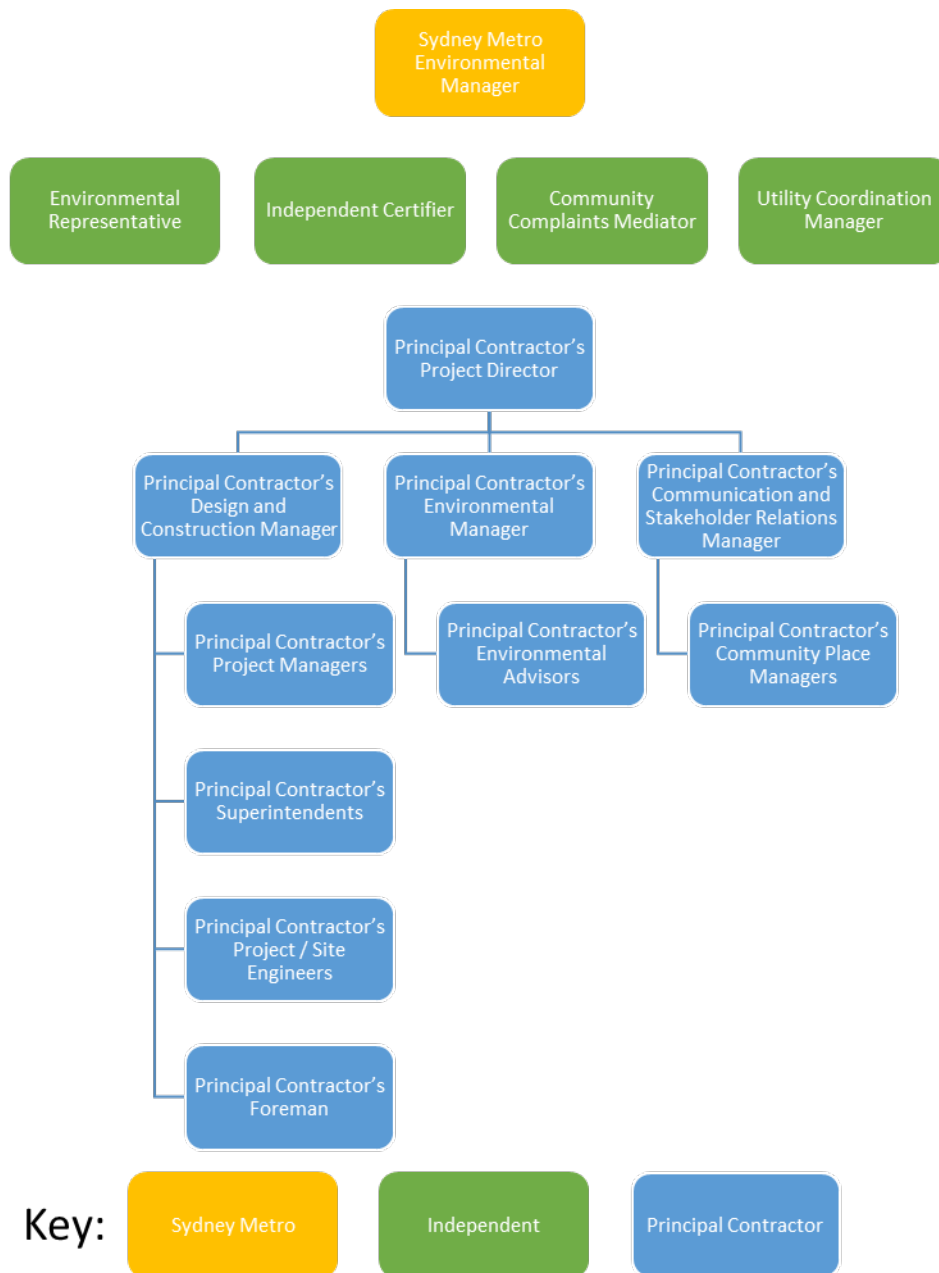 Sydney Metro
Environmental
Manager
Environmental
Representative
Independent Certifier
Community
Complaints Mediator
Utility Coordination
Manager
Principal Contractor's
Project Director
Principal Contractor's
Design and
Construction Manager
Principal Contractor's
Environmental
Manager
Principal Contractor's
Communication and
Stakeholder Relations
Manager
Principal Contractor's
Project Managers
Principal Contractor's
Environmental
Advisors
Principal Contractor's
Community Place
Managers
Principal Contractor's
Superintendents
Principal Contractor's
Project / Site
Engineers
Principal Contractor's
Foreman
Key:
Sydney Metro
Independent
Principal Contractor